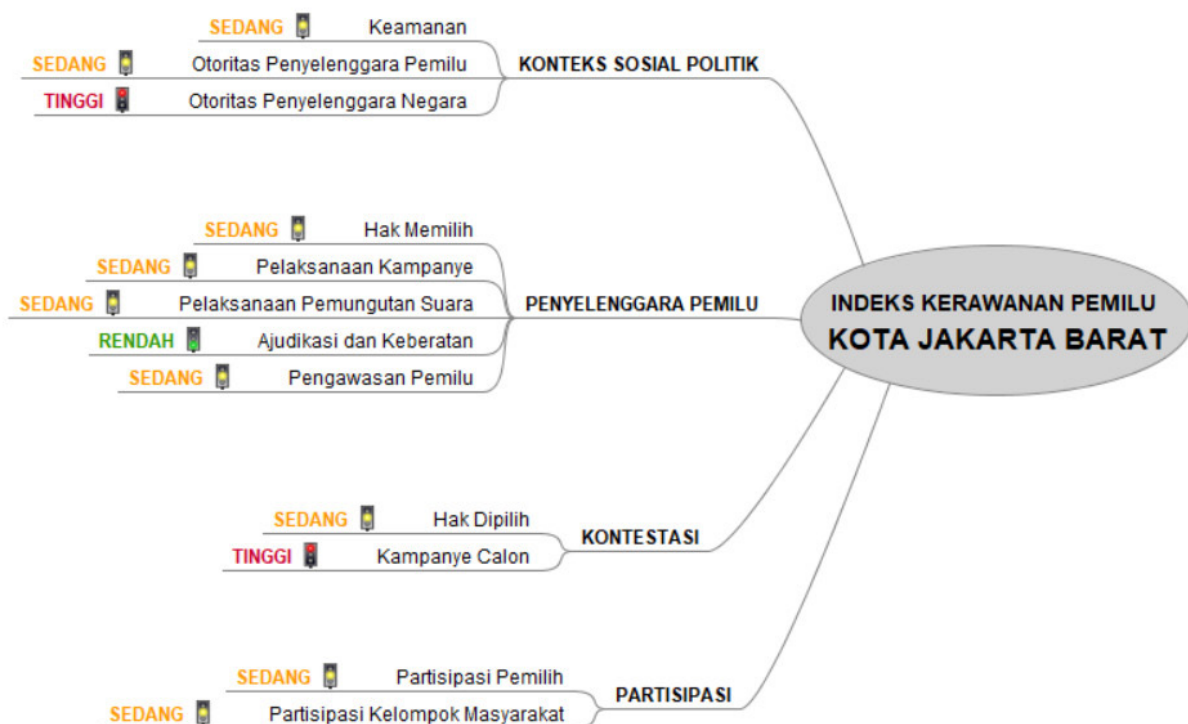 SEDANG Keamanan
SEDANG Otoritas Penyelenggara Pemilu
TINGGI Otoritas Penyelenggara Negara
KONTEKS SOSIAL POLITIK
SEDANG Hak Memilih
SEDANG Pelaksanaan Kampanye
SEDANG Pelaksanaan Pemungutan Suara
RENDAH Ajudikasi dan Keberatan
SEDANG Pengawasan Pemilu
PENYELENGGARA PEMILU
INDEKS KERAWANAN PEMILU
KOTA JAKARTA BARAT
SEDANG Hak Dipilih
TINGGI Kampanye Calon
KONTESTASI
SEDANG Partisipasi Pemilih
SEDANG Partisipasi Kelompok Masyarakat
PARTISIPASI